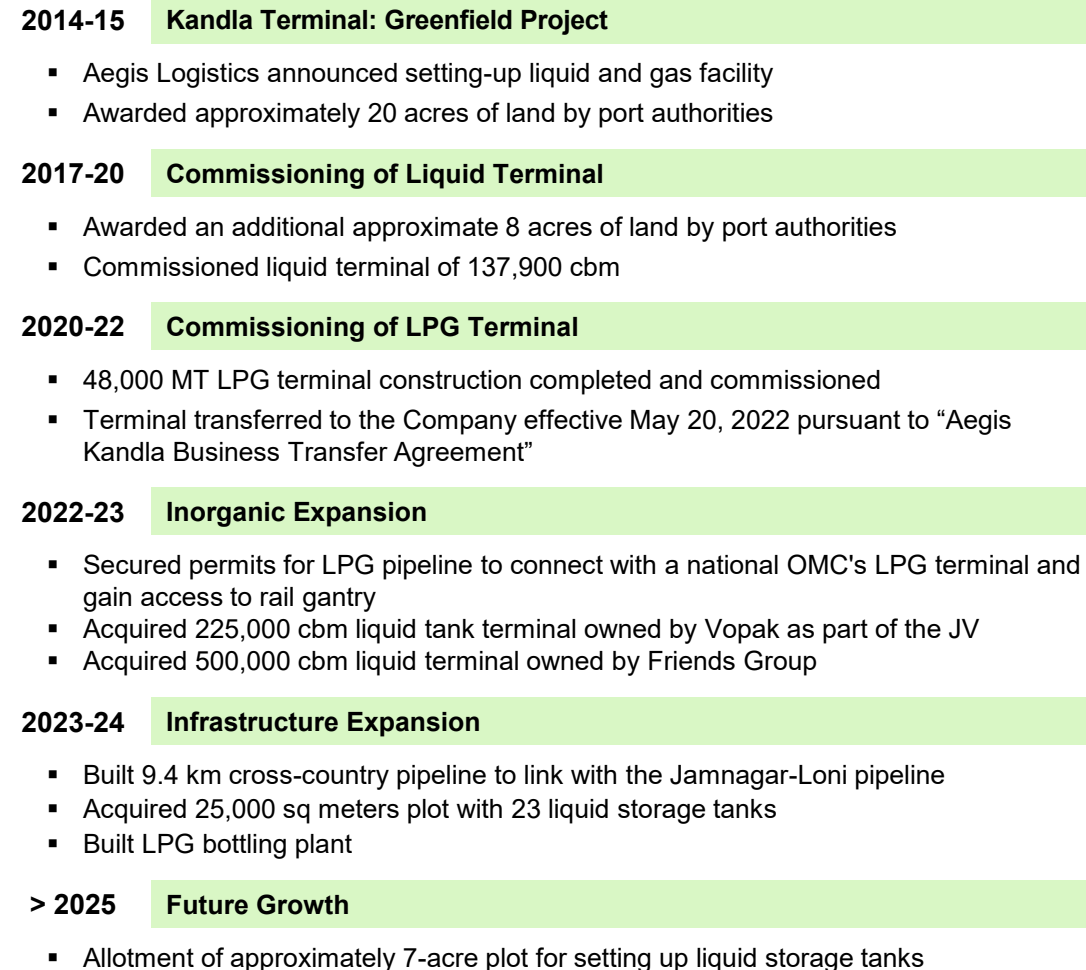 2014-15 Kandla Terminal: Greenfield Project
▪ Aegis Logistics announced setting-up liquid and gas facility
▪ Awarded approximately 20 acres of land by port authorities
2017-20 Commissioning of Liquid Terminal
▪ Awarded an additional approximate 8 acres of land by port authorities
▪ Commissioned liquid terminal of 137,900 cbm
2020-22 Commissioning of LPG Terminal
▪ 48,000 MT LPG terminal construction completed and commissioned
▪ Terminal transferred to the Company effective May 20, 2022 pursuant to “Aegis
Kandla Business Transfer Agreement”
2022-23 Inorganic Expansion
▪ Secured permits for LPG pipeline to connect with a national OMC's LPG terminal and
gain access to rail gantry
▪ Acquired 225,000 cbm liquid tank terminal owned by Vopak as part of the JV
▪ Acquired 500,000 cbm liquid terminal owned by Friends Group
2023-24 Infrastructure Expansion
▪ Built 9.4 km cross-country pipeline to link with the Jamnagar-Loni pipeline
▪ Acquired 25,000 sq meters plot with 23 liquid storage tanks
▪ Built LPG bottling plant
> 2025 Future Growth
▪ Allotment of approximately 7-acre plot for setting up liquid storage tanks